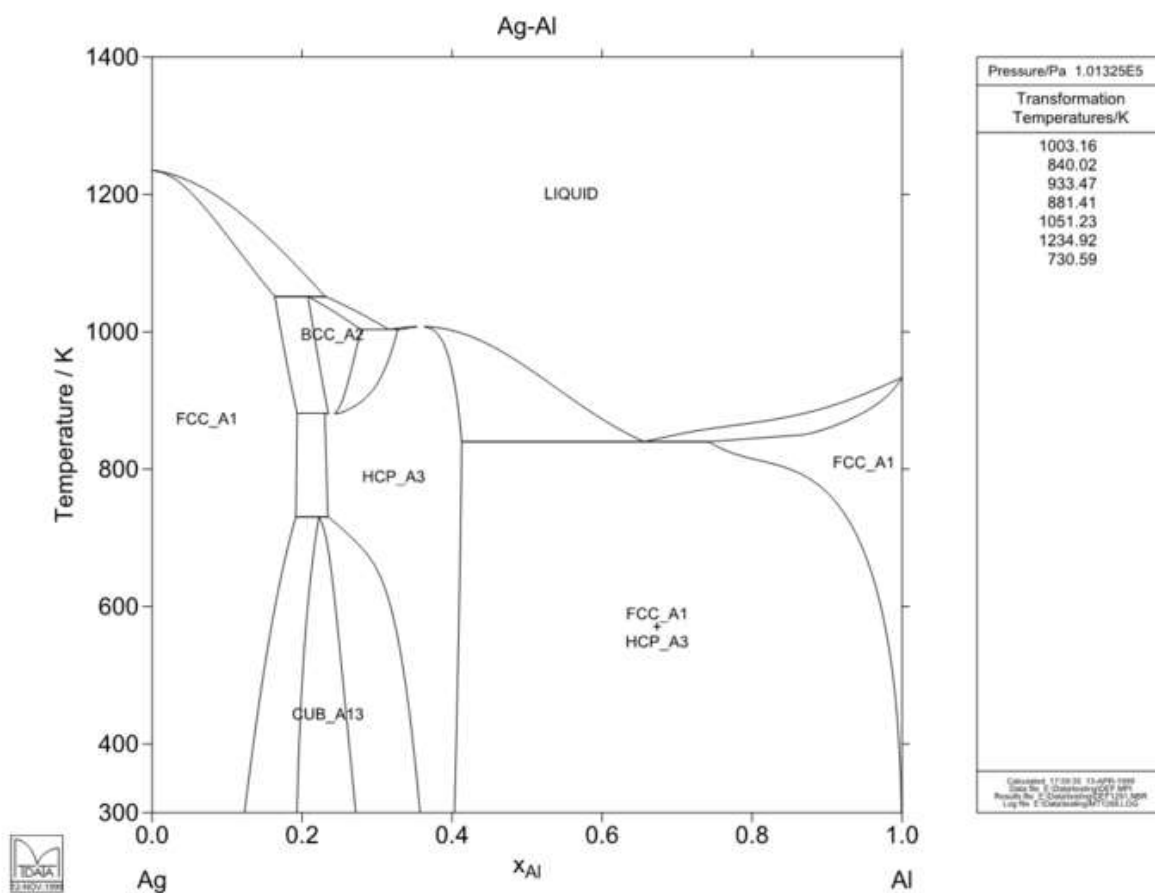 Ag-Al
1400
1200
1000
800
600
400
300
Temperature / K
LIQUID
BCC_A2
FCC_A1
HCP_A3
FCC_A1
FCC_A1
+
HCP_A3
CUB_A13
0.0
0.2
0.4
0.6
0.8
1.0
Ag
xAl
Al
Pressure/Pa 1.01325E5
Transformation
Temperatures/K
1003.16
840.02
933.47
881.41
1051.23
1234.92
730.59